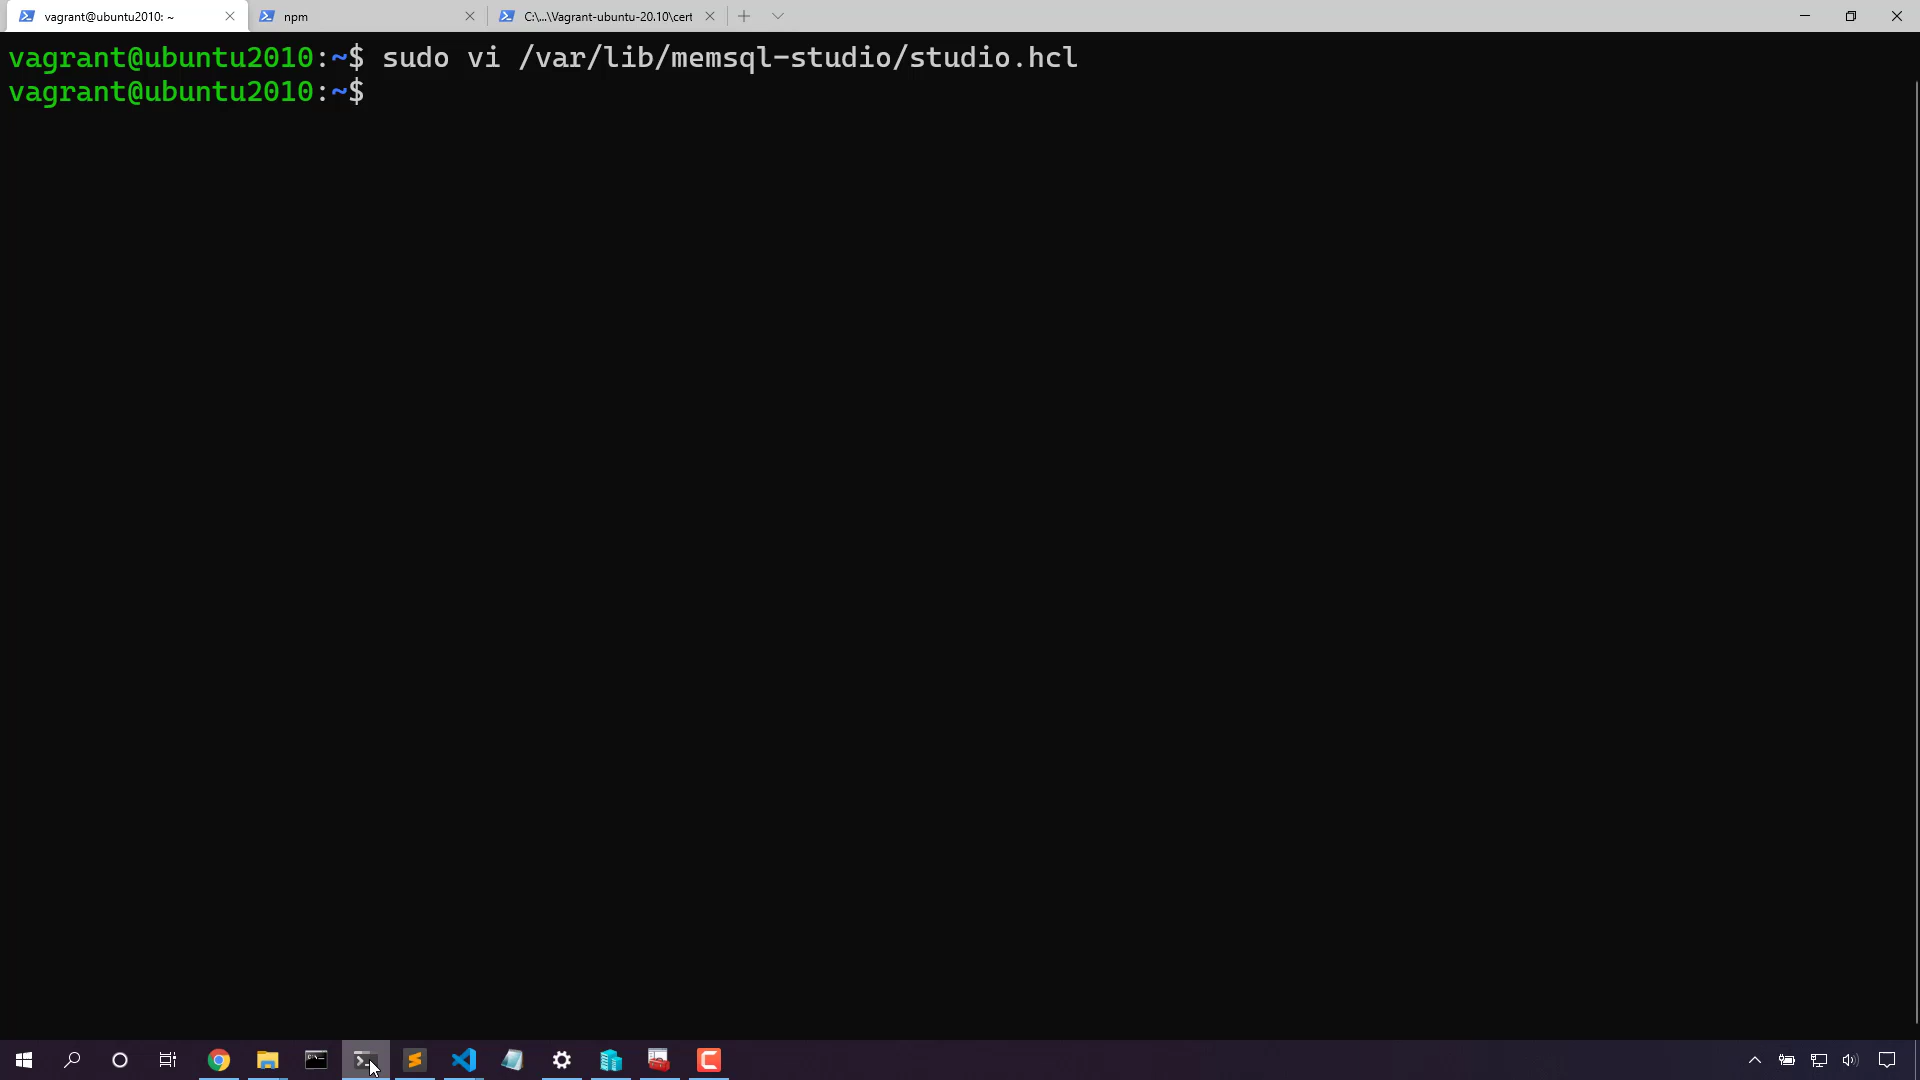 vagrant@ubuntu2010: ~
npm
C:\...\Vagrant-ubuntu-20.10\cert
vagrant@ubuntu2010:~$ sudo vi /var/lib/memsql-studio/studio.hcl
vagrant@ubuntu2010:~$